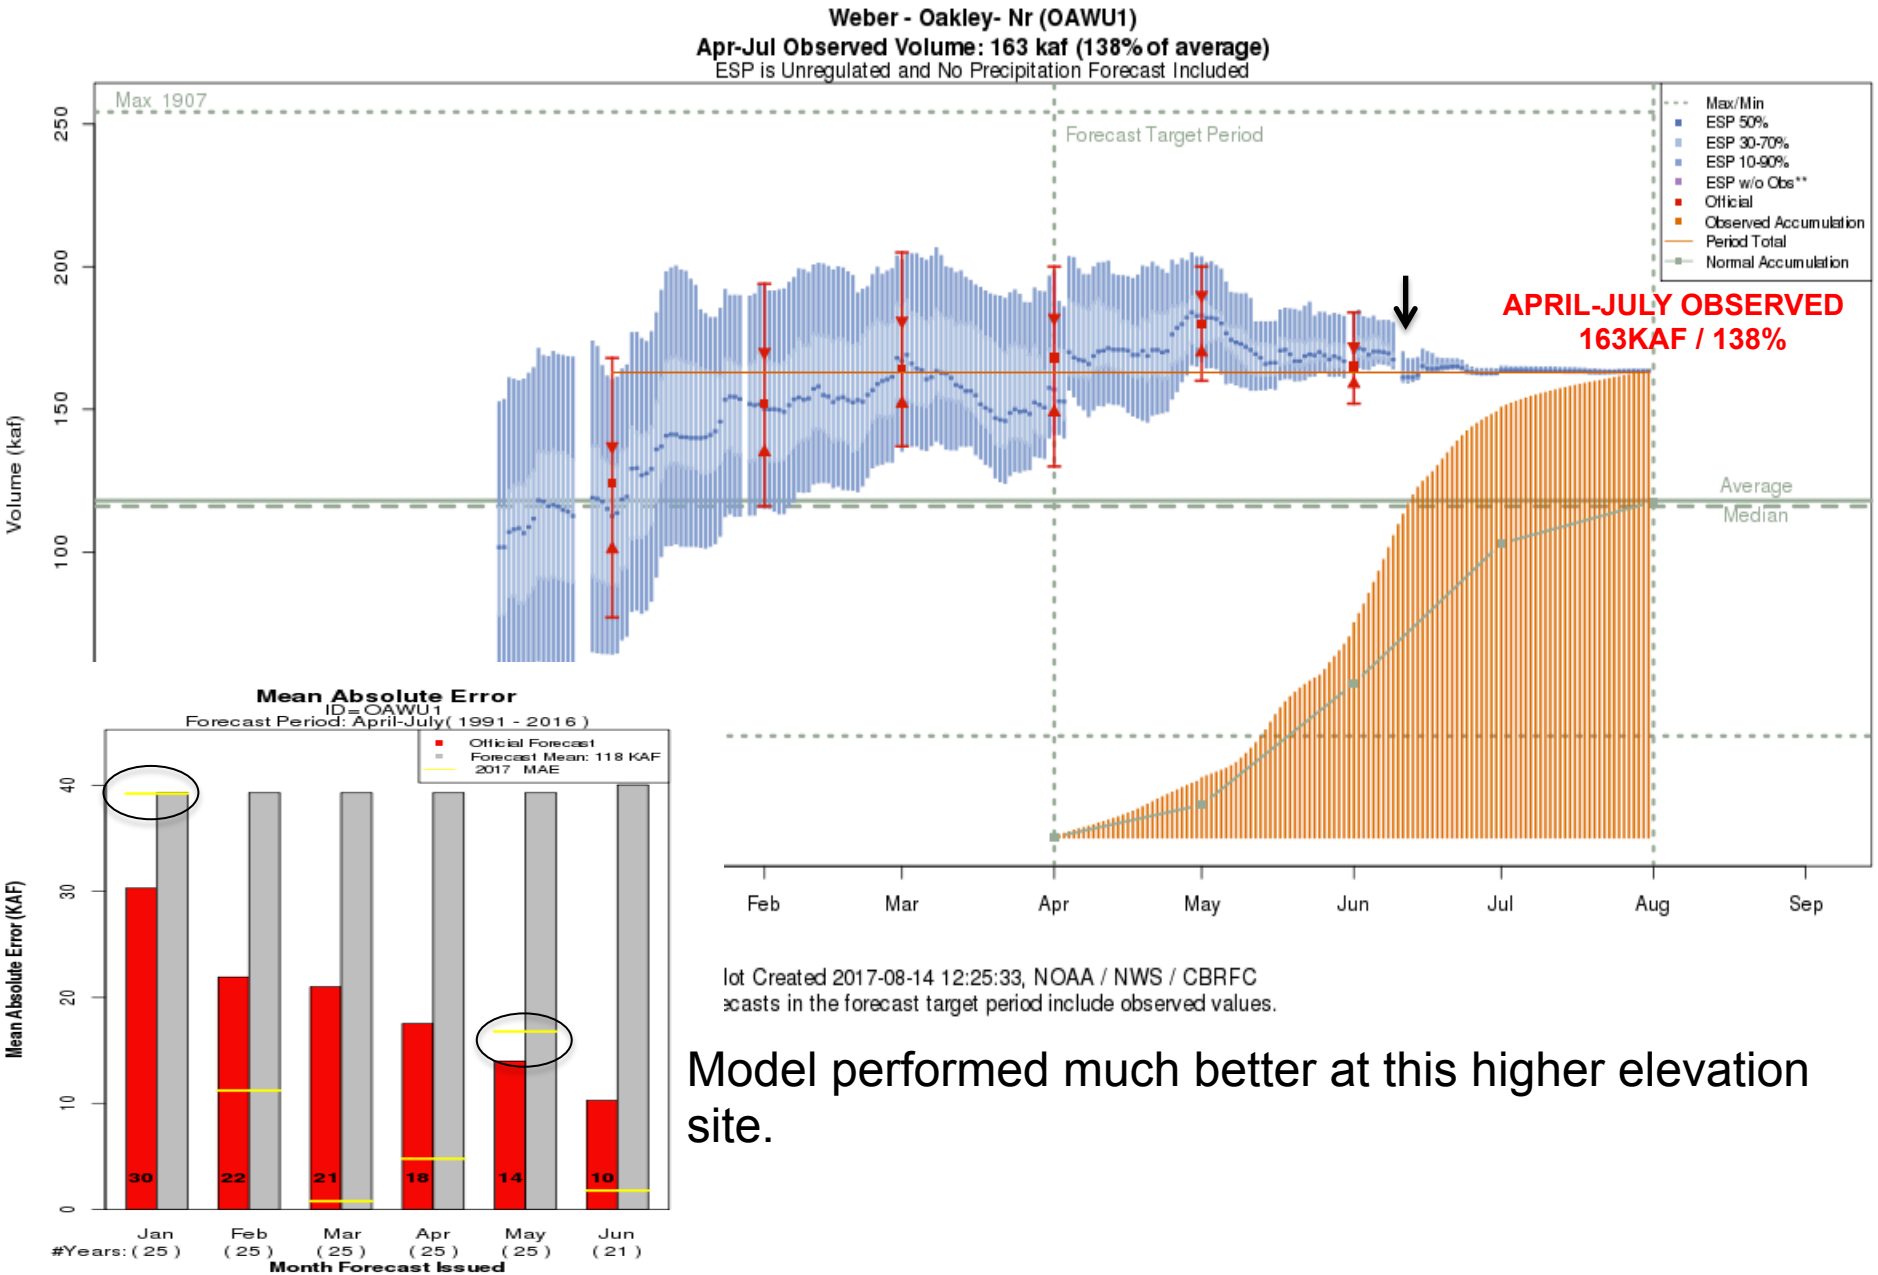 Weber - Oakley- Nr (OAWU1)
Apr-Jul Observed Volume: 163 kaf (138% of average)
ESP is Unregulated and No Precipitation Forecast Included
Max 1907
Forecast Target Period
Max/Min
ESP 50%
ESP 30-70%
ESP 10-90%
ESP w/o Obs**
Official
Observed Accumulation
Period Total
Normal Accumulation
APRIL-JULY OBSERVED
163KAF / 138%
Average
Median
Volume (kaf)
250
200
150
100
Feb Mar Apr May Jun Jul Aug Sep
lot Created 2017-08-14 12:25:33, NOAA / NWS / CBRFC
ecasts in the forecast target period include observed values.
Mean Absolute Error
ID=OAWU1
Forecast Period: April-July( 1991 - 2016 )
Official Forecast
Forecast Mean: 118 KAF
2017 MAE
Mean Absolute Error (KAF)
40
30
20
10
0
30 22 21 18 14 10
Jan Feb Mar Apr May Jun
#Years: ( 25 ) ( 25 ) ( 25 ) ( 25 ) ( 25 ) ( 21 )
Month Forecast Issued
Model performed much better at this higher elevation
site.